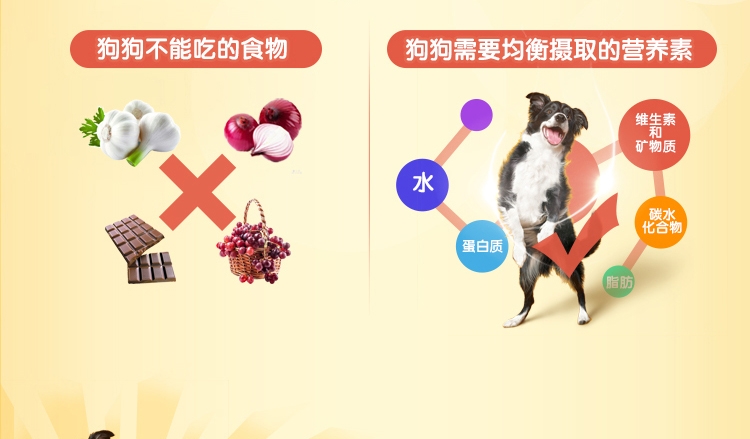 狗狗不能吃的食物
狗狗需要均衡摄取的营养素
维生素
和
矿物质
水
碳水
化合物
蛋白质
脂肪